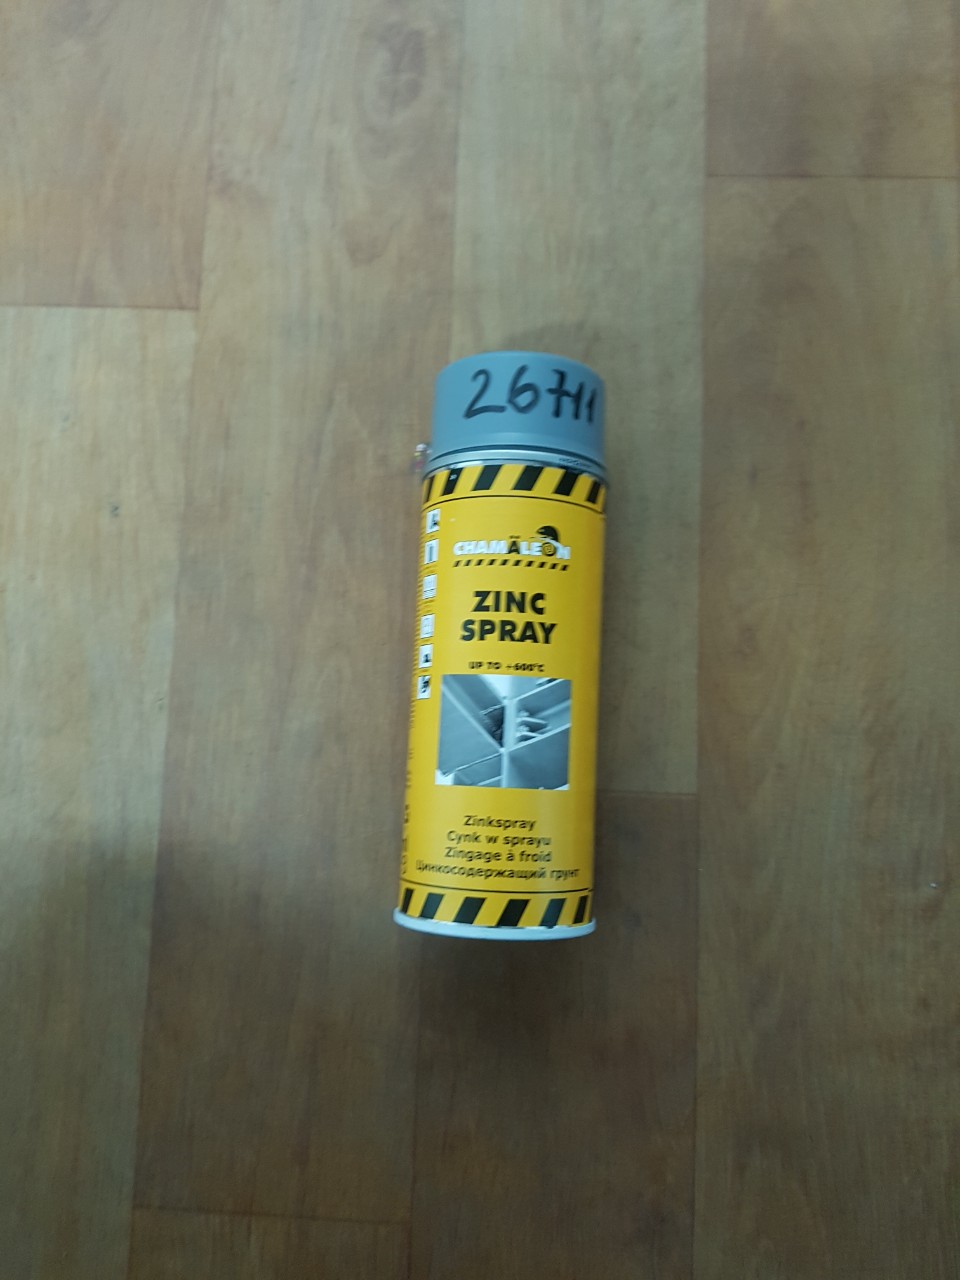 26711
CHAMÄLEON
ZINC
SPRAY
UP TO +600°C
Zinkspray
Cynk w sprayu
Zingage à froid
Цинкосодержащий грунт